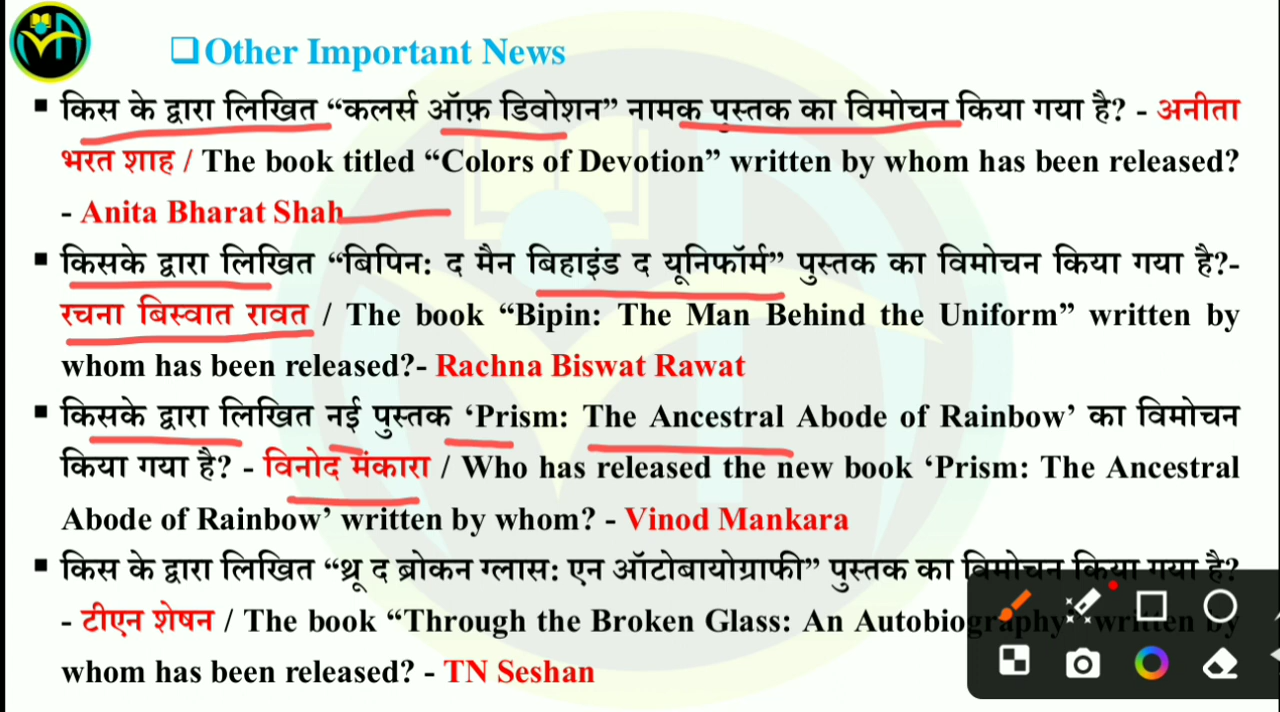 ❑Other Important News
▪ किस के द्वारा लिखित “कलर्स ऑफ़ डिवोशन” नामक पुस्तक का विमोचन किया गया है? - अनीता
भरत शाह / The book titled “Colors of Devotion” written by whom has been released?
- Anita Bharat Shah
▪ किसके द्वारा लिखित “बिपिन: द मैन बिहाइंड द यूनिफॉर्म” पुस्तक का विमोचन किया गया है?-
रचना बिस्वात रावत / The book “Bipin: The Man Behind the Uniform” written by
whom has been released?- Rachna Biswat Rawat
▪ किसके द्वारा लिखित नई पुस्तक ‘Prism: The Ancestral Abode of Rainbow’ का विमोचन
किया गया है? - विनोद मंकारा / Who has released the new book ‘Prism: The Ancestral
Abode of Rainbow’ written by whom? - Vinod Mankara
▪ किस के द्वारा लिखित “थ्रू द ब्रोकन ग्लास: एन ऑटोबायोग्राफी” पुस्तक का विमोचन किया गया है?
- टीएन शेषन / The book “Through the Broken Glass: An Autobiography” written by
whom has been released? - TN Seshan